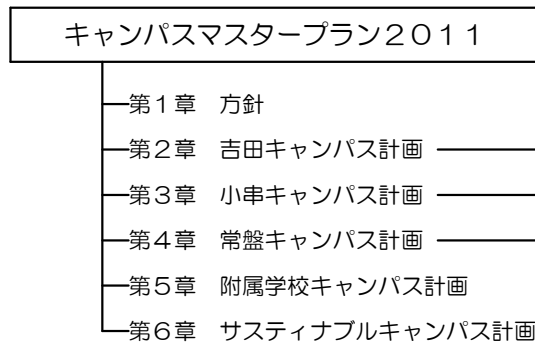 キャンパスマスタープラン２０１１
第１章　方針
第２章　吉田キャンパス計画
第３章　小串キャンパス計画
第４章　常盤キャンパス計画
第５章　附属学校キャンパス計画
第６章　サスティナブルキャンパス計画